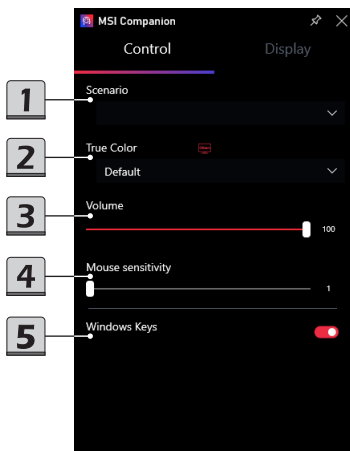 MSI Companion
Control Display
1 Scenario
2 True Color
Default
3 Volume
100
4 Mouse sensitivity
1
5 Windows Keys